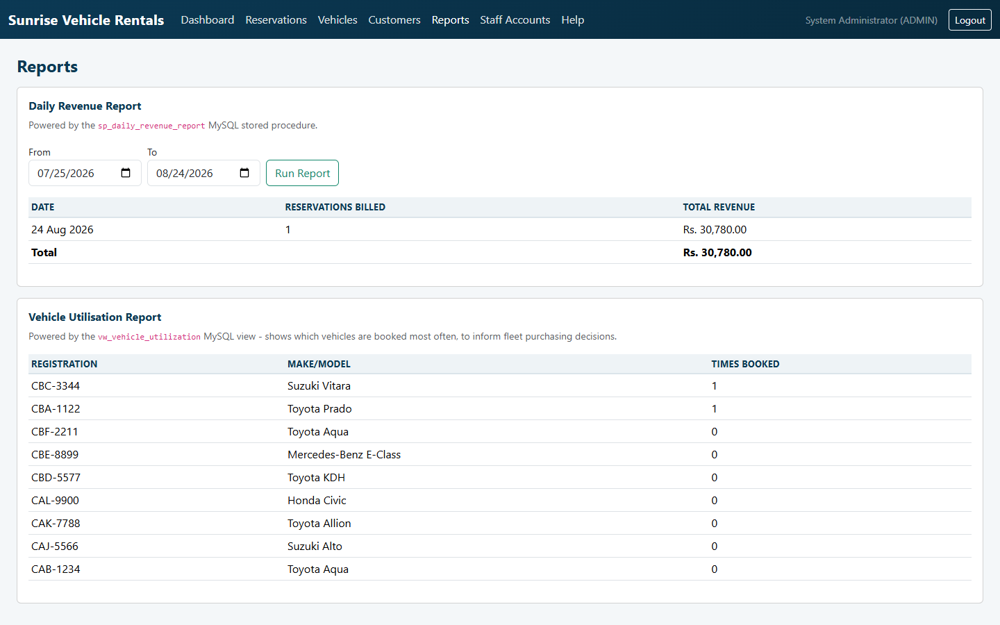 Sunrise Vehicle Rentals Dashboard Reservations Vehicles Customers Reports Staff Accounts Help System Administrator (ADMIN) Logout
Reports
Daily Revenue Report
Powered by the sp_daily_revenue_report MySQL stored procedure.
From To
07/25/2026 08/24/2026 Run Report
DATE RESERVATIONS BILLED TOTAL REVENUE
24 Aug 2026 1 Rs. 30,780.00
Total Rs. 30,780.00
Vehicle Utilisation Report
Powered by the vw_vehicle_utilization MySQL view - shows which vehicles are booked most often, to inform fleet purchasing decisions.
REGISTRATION MAKE/MODEL TIMES BOOKED
CBC-3344 Suzuki Vitara 1
CBA-1122 Toyota Prado 1
CBF-2211 Toyota Aqua 0
CBE-8899 Mercedes-Benz E-Class 0
CBD-5577 Toyota KDH 0
CAL-9900 Honda Civic 0
CAK-7788 Toyota Allion 0
CAJ-5566 Suzuki Alto 0
CAB-1234 Toyota Aqua 0